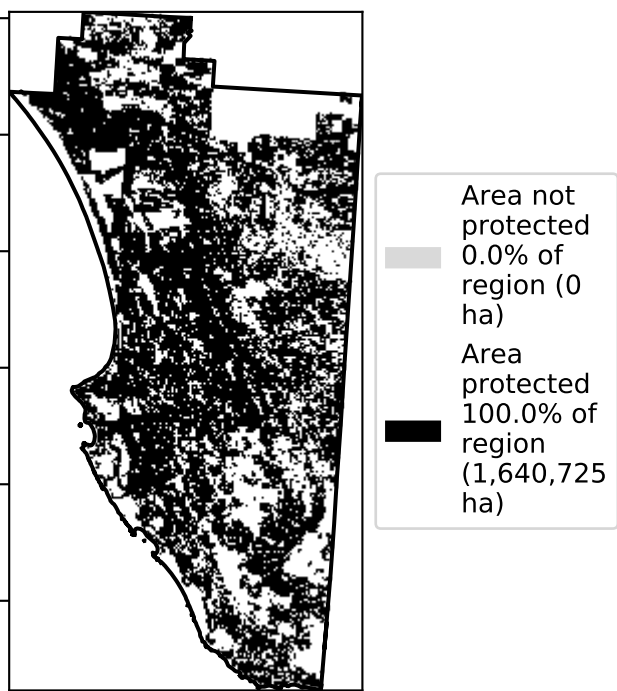 Area not
protected
0.0% of
region (0
ha)
Area
protected
100.0% of
region
(1,640,725
ha)